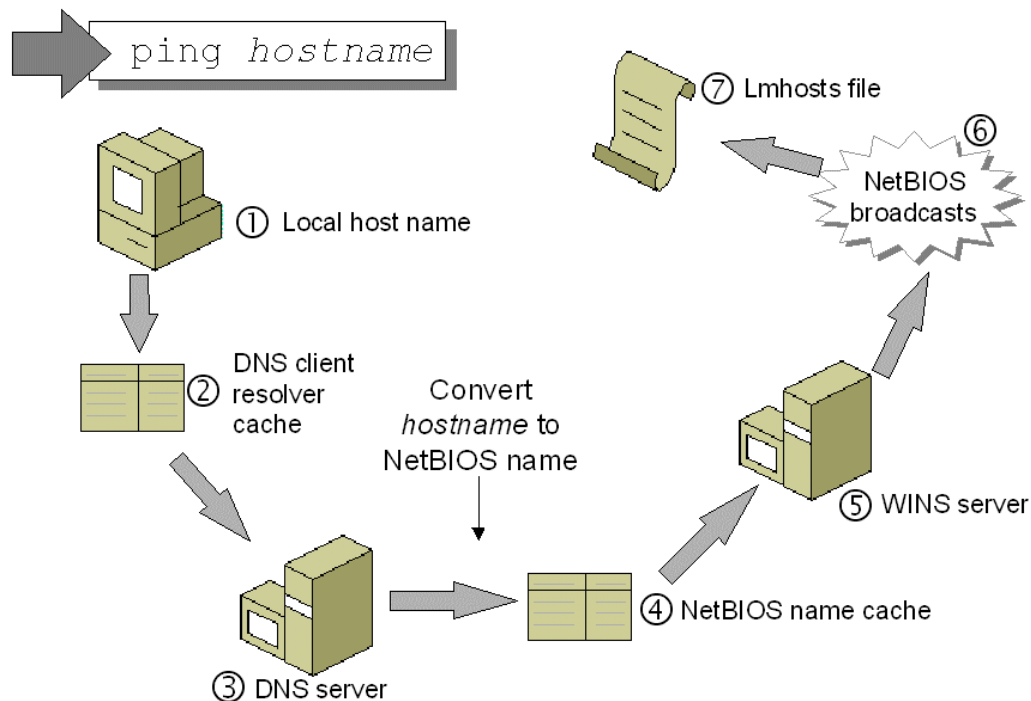 ping hostname
① Local host name
② DNS client
resolver
cache
③ DNS server
Convert
hostname to
NetBIOS name
④ NetBIOS name cache
⑤ WINS server
⑥
NetBIOS
broadcasts
⑦ Lmhosts file